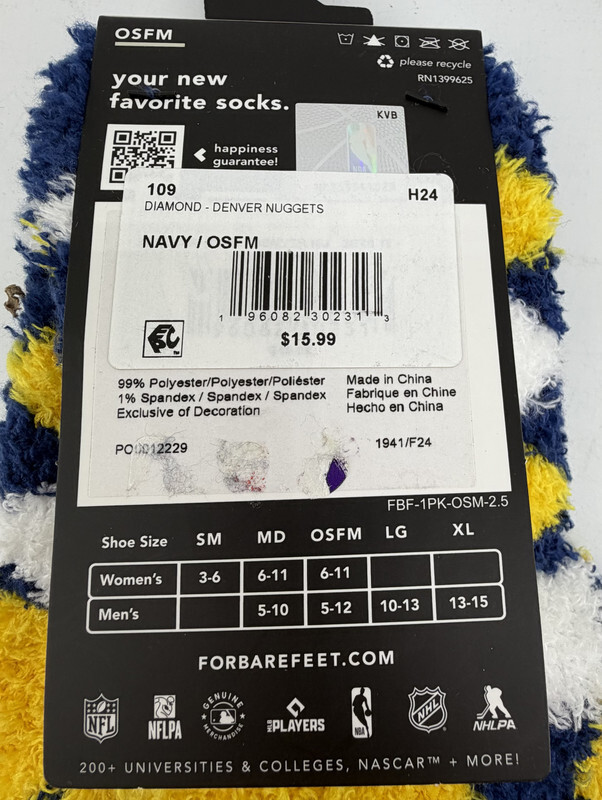 OSFM
please recycle
RN1399625
your new
favorite socks.
KVB
happiness
guarantee!
109
H24
DIAMOND - DENVER NUGGETS
NAVY / OSFM
1 96082 30231 3
$15.99
99% Polyester/Polyester/Poliéster
1% Spandex / Spandex / Spandex
Exclusive of Decoration
Made in China
Fabrique en Chine
Hecho en China
1941/F24
FBF-1PK-OSM-2.5
Shoe Size SM MD OSFM LG XL
Women's 3-6 6-11 6-11
Men's 5-10 5-12 10-13 13-15
FORBAREFEET.COM
NFL
NFLPA
GENUINE
MERCHANDISE
MLB PLAYERS
NBA
NHL
NHLPA
200+ UNIVERSITIES & COLLEGES, NASCAR™ + MORE!